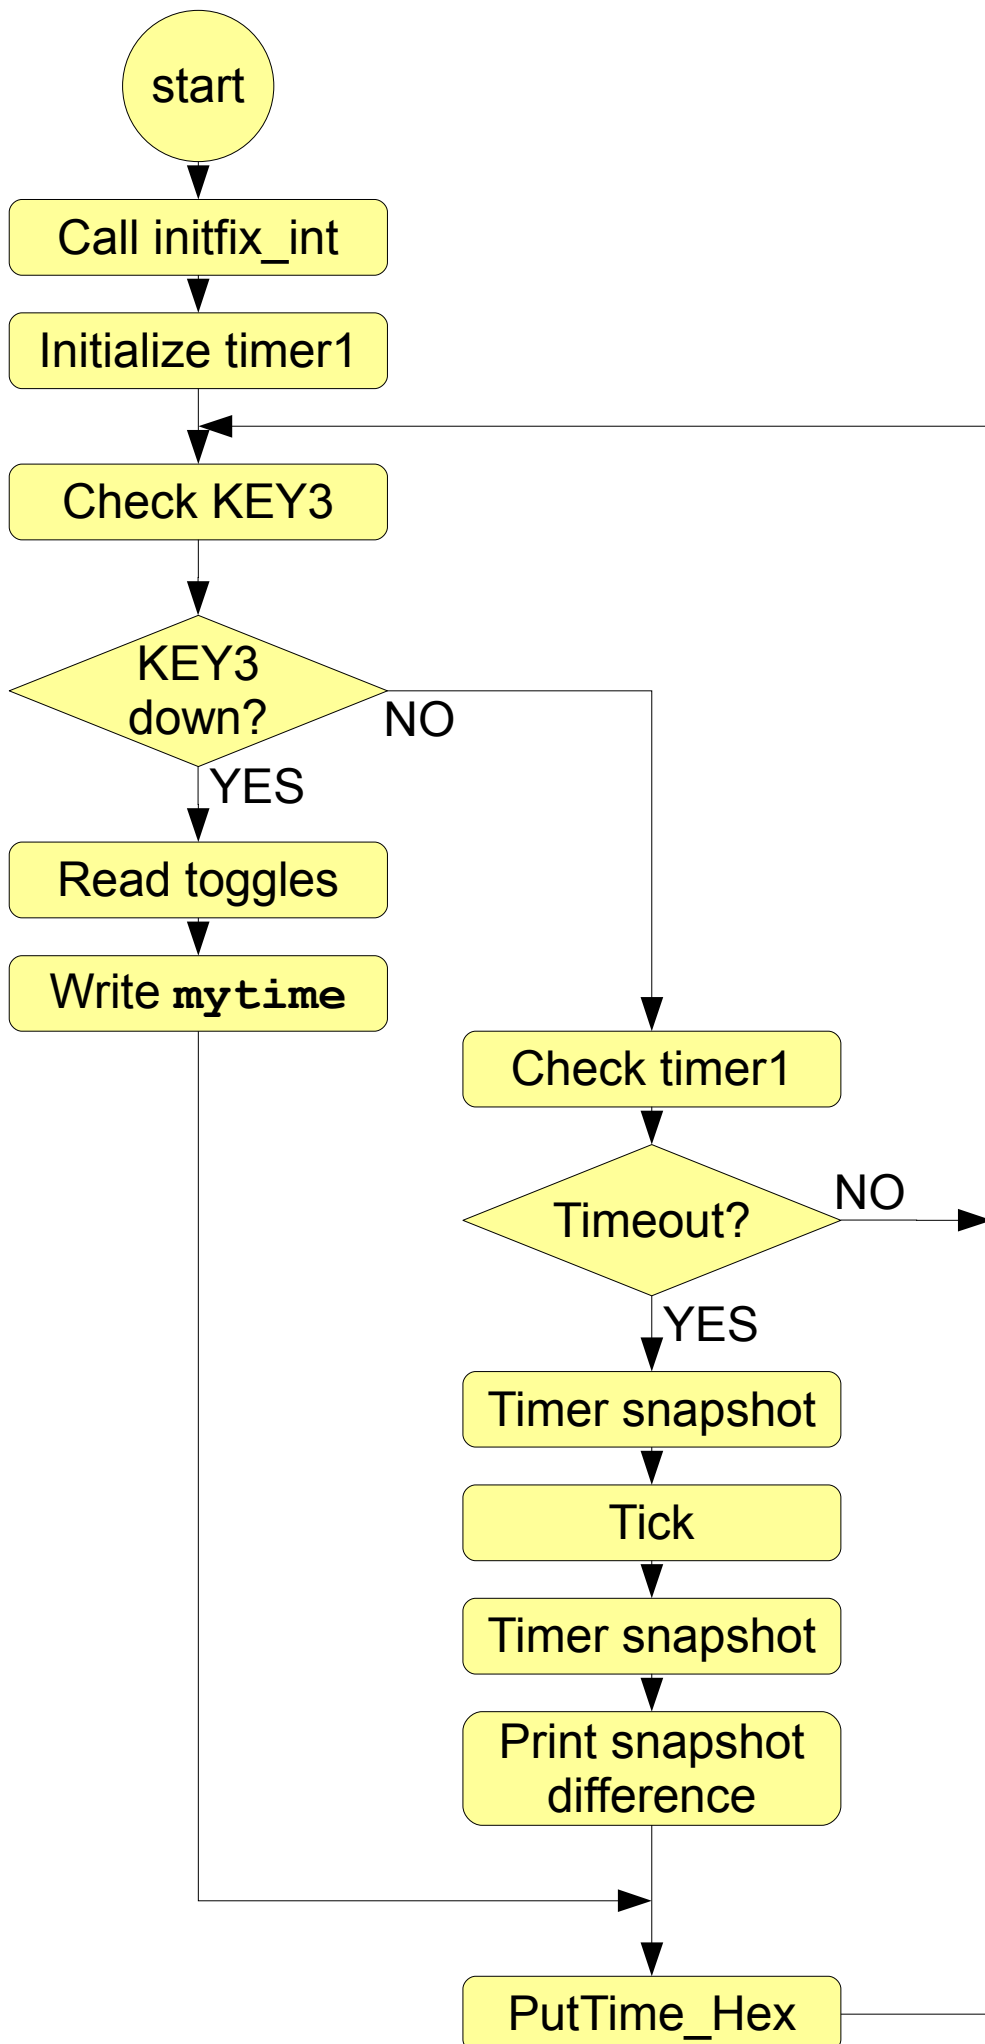 start
Call initfix_int
Initialize timer1
Check KEY3
KEY3
down?
NO
YES
Read toggles
Write mytime
Check timer1
Timeout?
NO
YES
Timer snapshot
Tick
Timer snapshot
Print snapshot
difference
PutTime_Hex